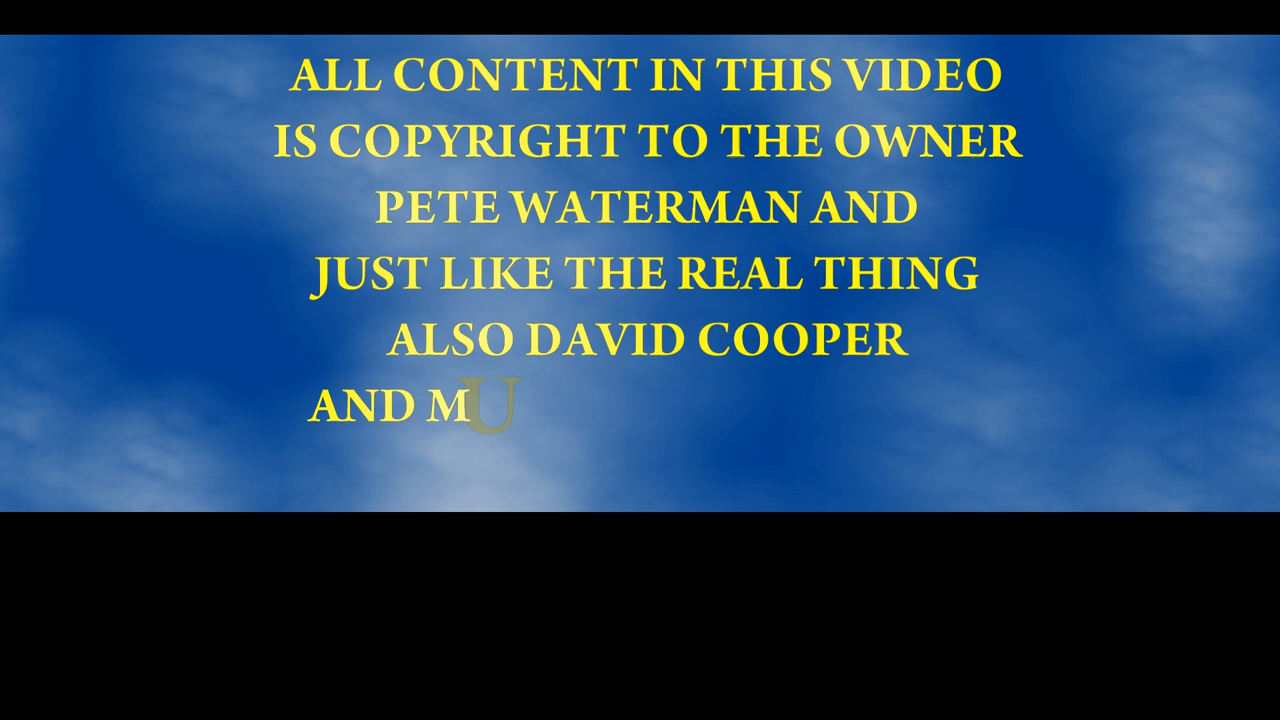 ALL CONTENT IN THIS VIDEO
IS COPYRIGHT TO THE OWNER
PETE WATERMAN AND
JUST LIKE THE REAL THING
ALSO DAVID COOPER
AND MU